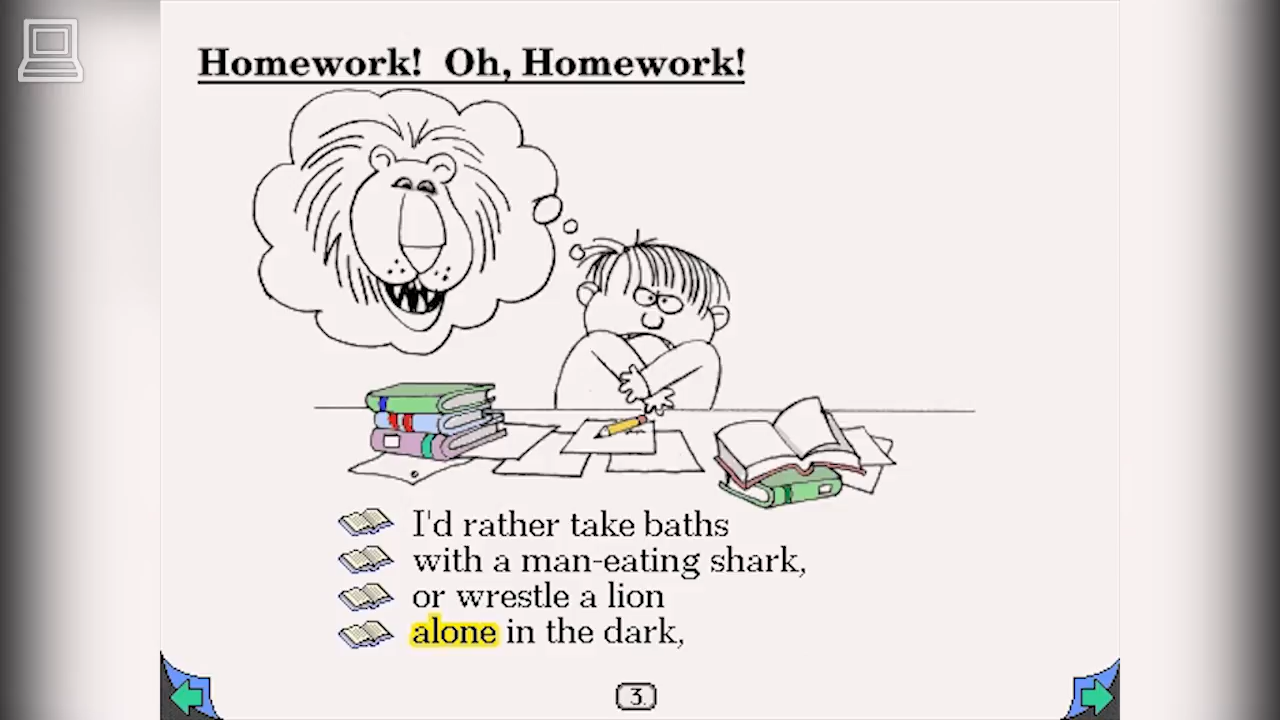 Homework! Oh, Homework!
I'd rather take baths
with a man-eating shark,
or wrestle a lion
alone in the dark,
3.